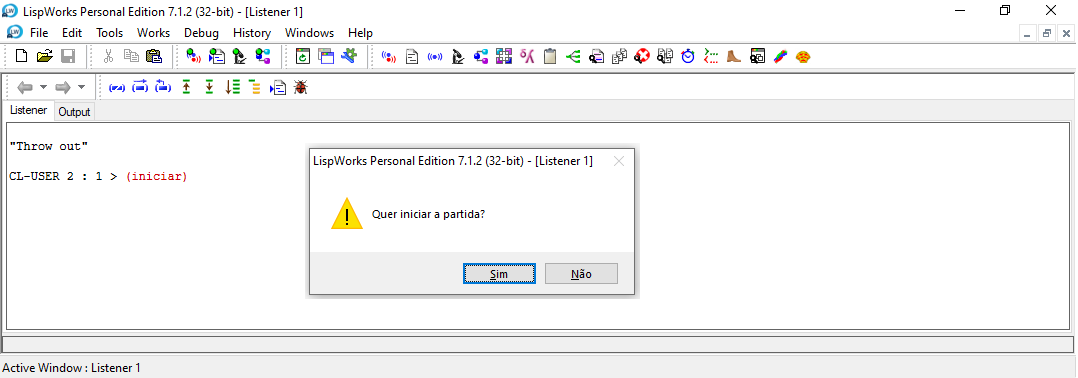 LispWorks Personal Edition 7.1.2 (32-bit) - [Listener 1]
File Edit Tools Works Debug History Windows Help
Listener Output
"Throw out"
CL-USER 2 : 1 > (iniciar)
LispWorks Personal Edition 7.1.2 (32-bit) - [Listener 1]
Quer iniciar a partida?
Sim Não
Active Window : Listener 1